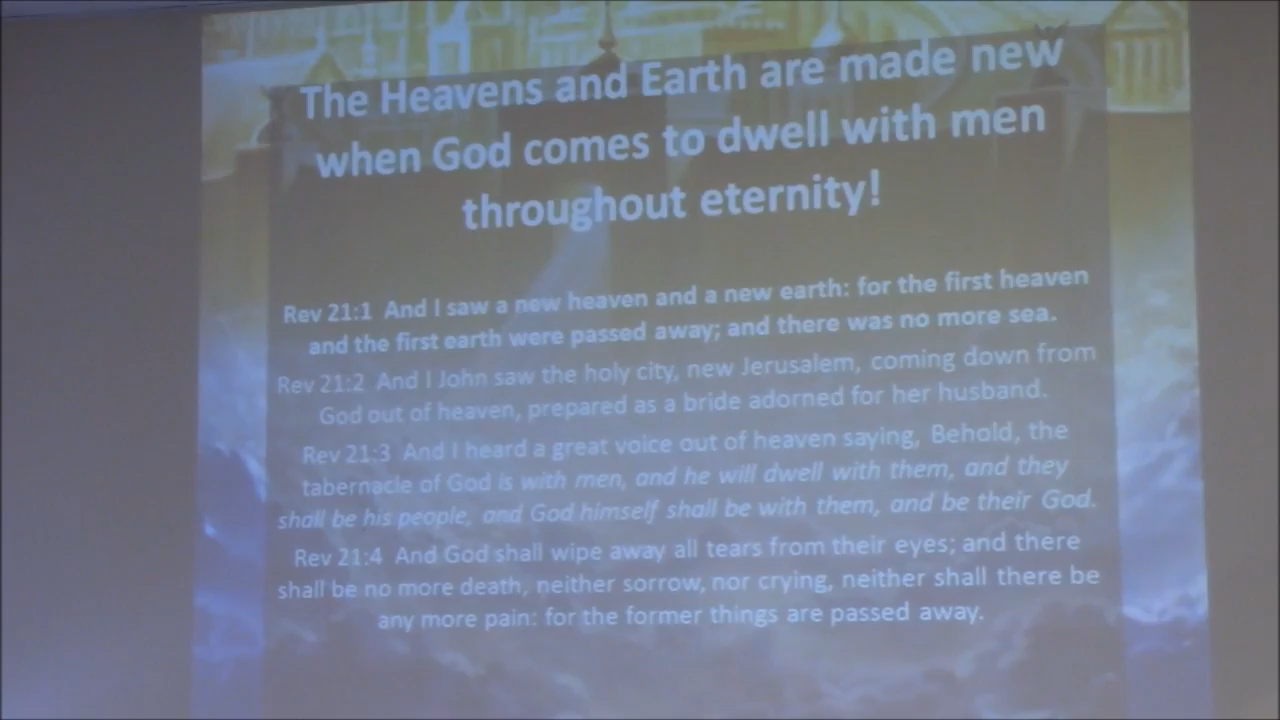 The Heavens and Earth are made new
when God comes to dwell with men
throughout eternity!
Rev 21:1 And I saw a new heaven and a new earth: for the first heaven
and the first earth were passed away; and there was no more sea.
Rev 21:2 And I John saw the holy city, new Jerusalem, coming down from
God out of heaven, prepared as a bride adorned for her husband.
Rev 21:3 And I heard a great voice out of heaven saying, Behold, the
tabernacle of God is with men, and he will dwell with them, and they
shall be his people, and God himself shall be with them, and be their God.
Rev 21:4 And God shall wipe away all tears from their eyes; and there
shall be no more death, neither sorrow, nor crying, neither shall there be
any more pain: for the former things are passed away.